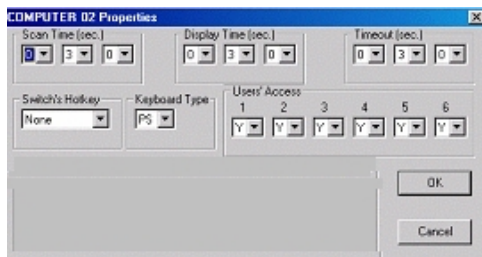 COMPUTER 02 Properties
Scan Time (sec.) Display Time (sec.) Timeout (sec.)
0 3 0 0 3 0 0 3 0
Switch's Hotkey Keyboard Type Users' Access
1 2 3 4 5 6
None PS Y Y Y Y Y Y
OK
Cancel